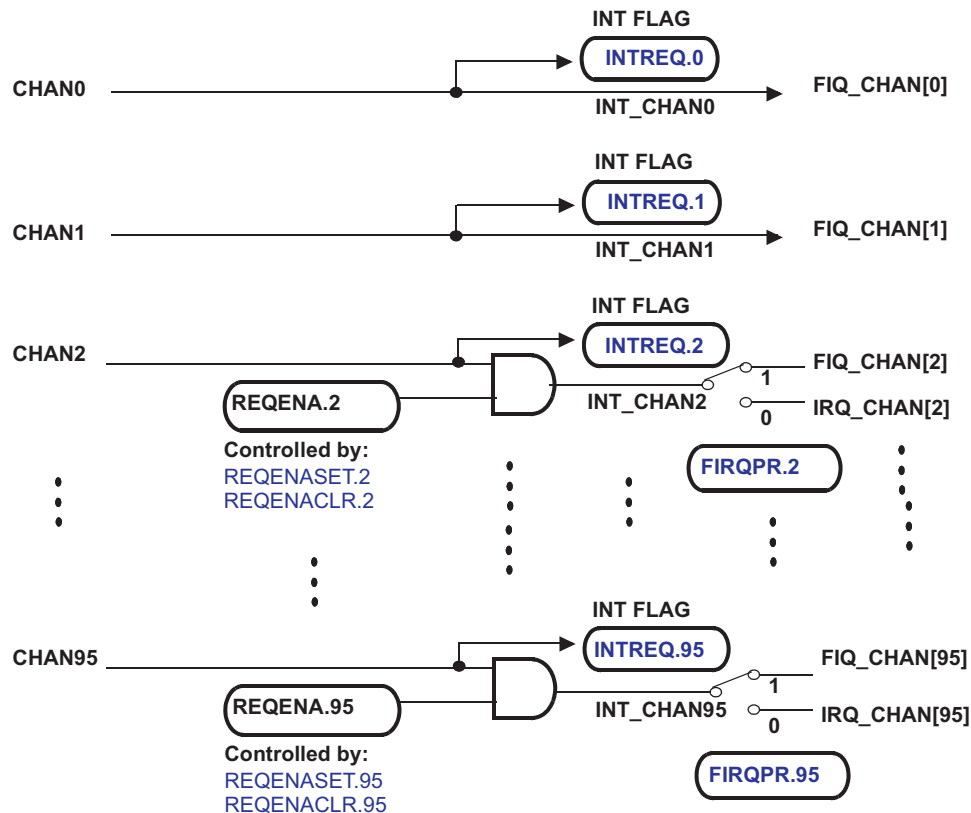 INT FLAG
INTREQ.0
CHAN0
FIQ_CHAN[0]
INT_CHAN0
INT FLAG
INTREQ.1
CHAN1
FIQ_CHAN[1]
INT_CHAN1
INT FLAG
INTREQ.2
CHAN2
FIQ_CHAN[2]
1
REQENA.2
INT_CHAN2
IRQ_CHAN[2]
0
Controlled by:
REQENASET.2
REQENACLR.2
FIRQPR.2
INT FLAG
INTREQ.95
CHAN95
FIQ_CHAN[95]
1
REQENA.95
INT_CHAN95
IRQ_CHAN[95]
0
Controlled by:
REQENASET.95
REQENACLR.95
FIRQPR.95